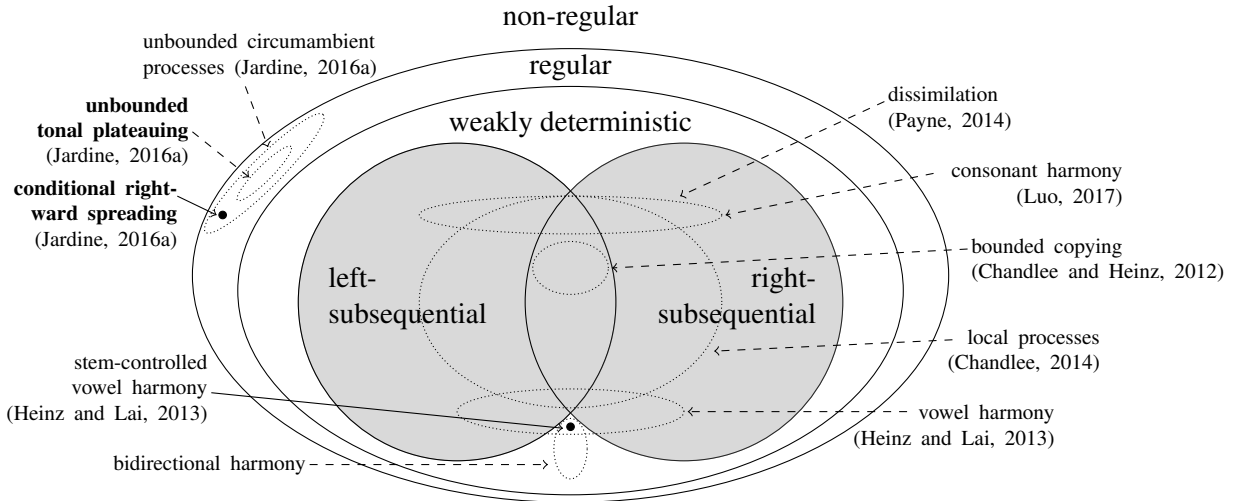 non-regular
unbounded circumambient
processes (Jardine, 2016a)
regular
unbounded
tonal plateauing
(Jardine, 2016a)
dissimilation
(Payne, 2014)
weakly deterministic
conditional right-
ward spreading
(Jardine, 2016a)
consonant harmony
(Luo, 2017)
bounded copying
(Chandlee and Heinz, 2012)
left-
subsequential
right-
subsequential
stem-controlled
vowel harmony
(Heinz and Lai, 2013)
local processes
(Chandlee, 2014)
vowel harmony
(Heinz and Lai, 2013)
bidirectional harmony